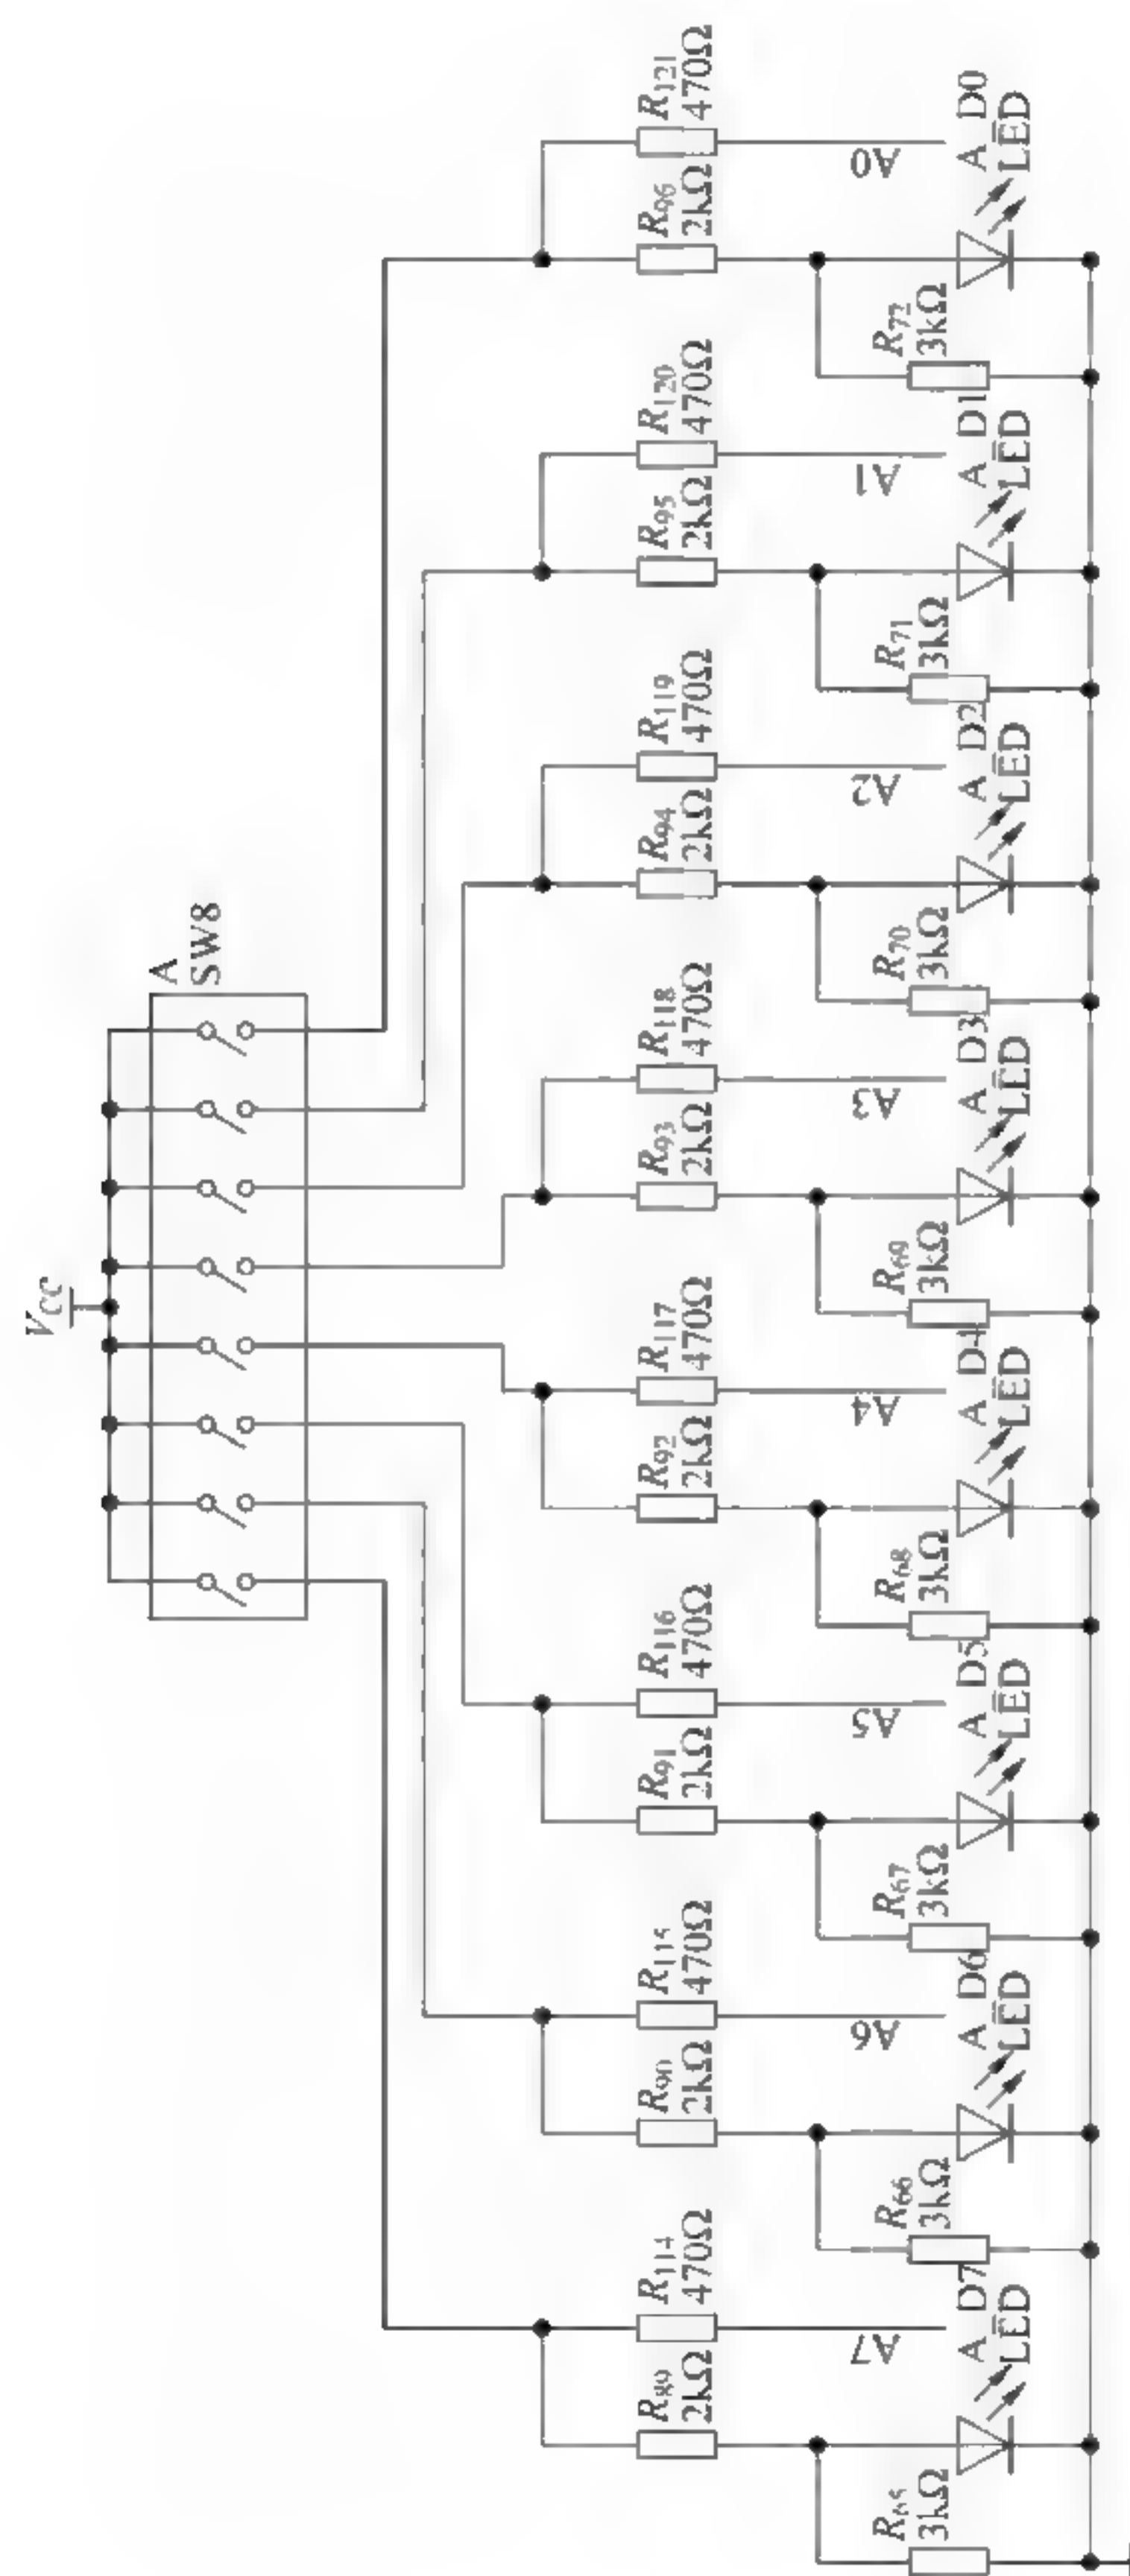 V_CC
A
SW8
R121
470Ω
R96
2kΩ
A0
R72
3kΩ
A D0
LED
R120
470Ω
R95
2kΩ
A1
R71
3kΩ
A D1
LED
R119
470Ω
R94
2kΩ
A2
R70
3kΩ
A D2
LED
R118
470Ω
R93
2kΩ
A3
R69
3kΩ
A D3
LED
R117
470Ω
R92
2kΩ
A4
R68
3kΩ
A D4
LED
R116
470Ω
R91
2kΩ
A5
R67
3kΩ
A D5
LED
R115
470Ω
R90
2kΩ
A6
R66
3kΩ
A D6
LED
R114
470Ω
R89
2kΩ
A7
R65
3kΩ
A D7
LED